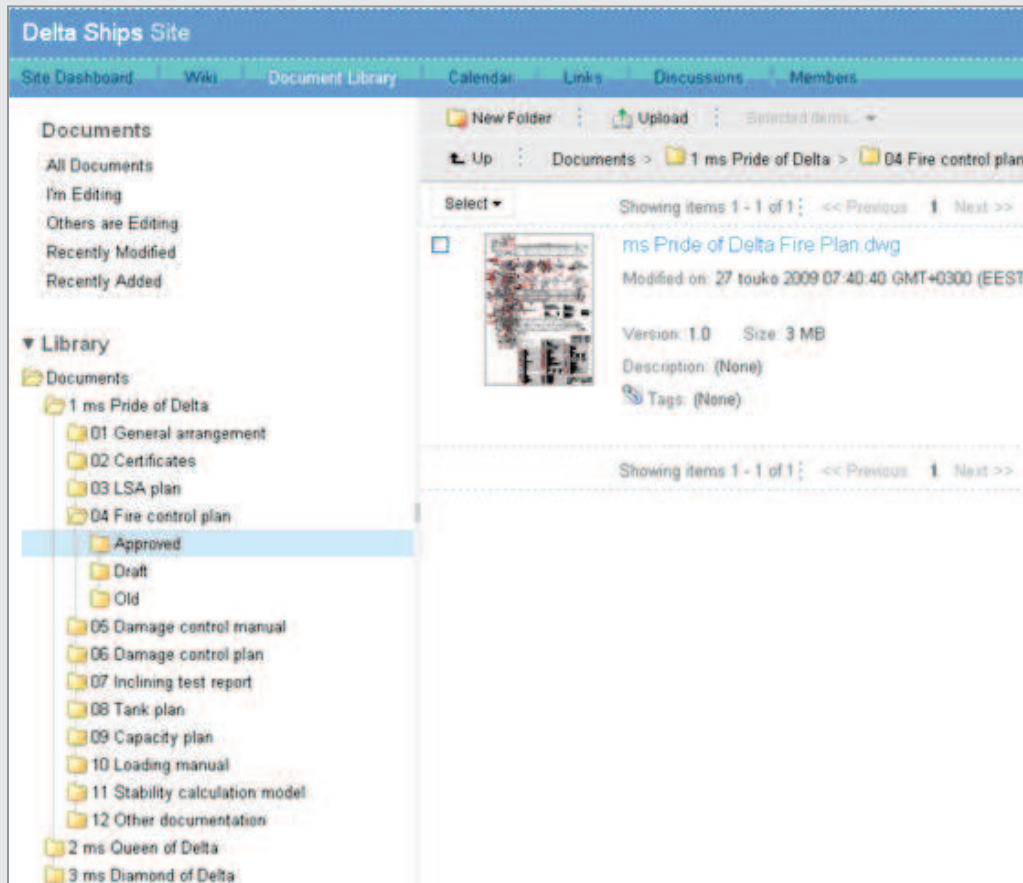 Delta Ships Site
Site Dashboard Wiki Document Library Calendar Links Discussions Members
Documents
All Documents
I'm Editing
Others are Editing
Recently Modified
Recently Added
Library
Documents
1 ms Pride of Delta
01 General arrangement
02 Certificates
03 LSA plan
04 Fire control plan
Approved
Draft
Old
05 Damage control manual
06 Damage control plan
07 Inclining test report
08 Tank plan
09 Capacity plan
10 Loading manual
11 Stability calculation model
12 Other documentation
2 ms Queen of Delta
3 ms Diamond of Delta
New Folder Upload Selected items...
Up Documents > 1 ms Pride of Delta > 04 Fire control plan
Select Showing items 1 - 1 of 1 << Previous 1 Next >>
ms Pride of Delta Fire Plan.dwg
Modified on: 27 touko 2009 07:40:40 GMT+0300 (EEST
Version: 1.0 Size: 3 MB
Description: (None)
Tags: (None)
Showing items 1 - 1 of 1 << Previous 1 Next >>